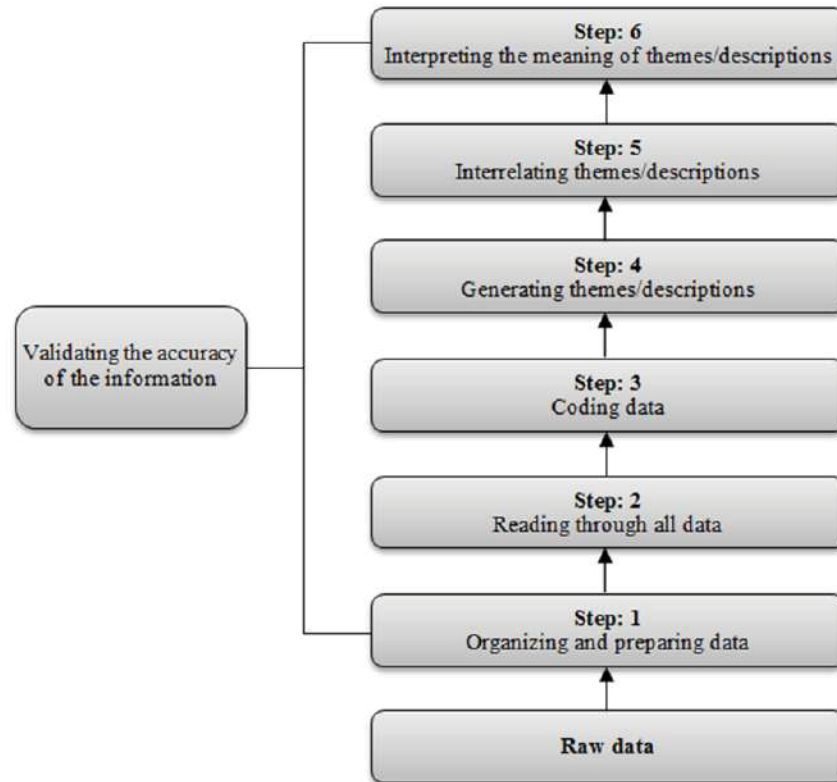 Step: 6
Interpreting the meaning of themes/descriptions
Step: 5
Interrelating themes/descriptions
Step: 4
Generating themes/descriptions
Validating the accuracy
of the information
Step: 3
Coding data
Step: 2
Reading through all data
Step: 1
Organizing and preparing data
Raw data